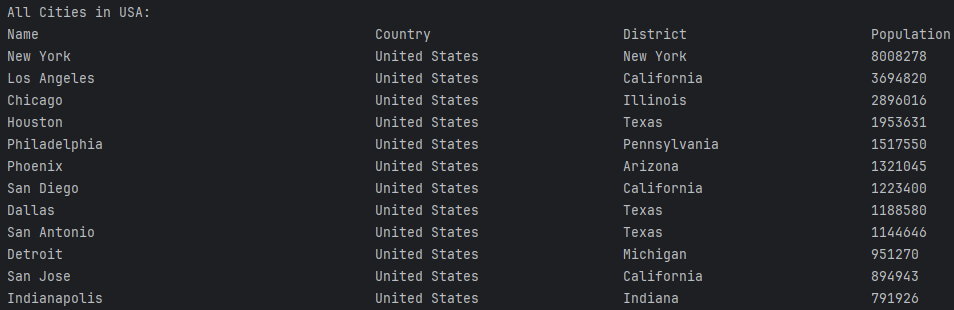 All Cities in USA:
Name Country District Population
New York United States New York 8008278
Los Angeles United States California 3694820
Chicago United States Illinois 2896016
Houston United States Texas 1953631
Philadelphia United States Pennsylvania 1517550
Phoenix United States Arizona 1321045
San Diego United States California 1223400
Dallas United States Texas 1188580
San Antonio United States Texas 1144646
Detroit United States Michigan 951270
San Jose United States California 894943
Indianapolis United States Indiana 791926